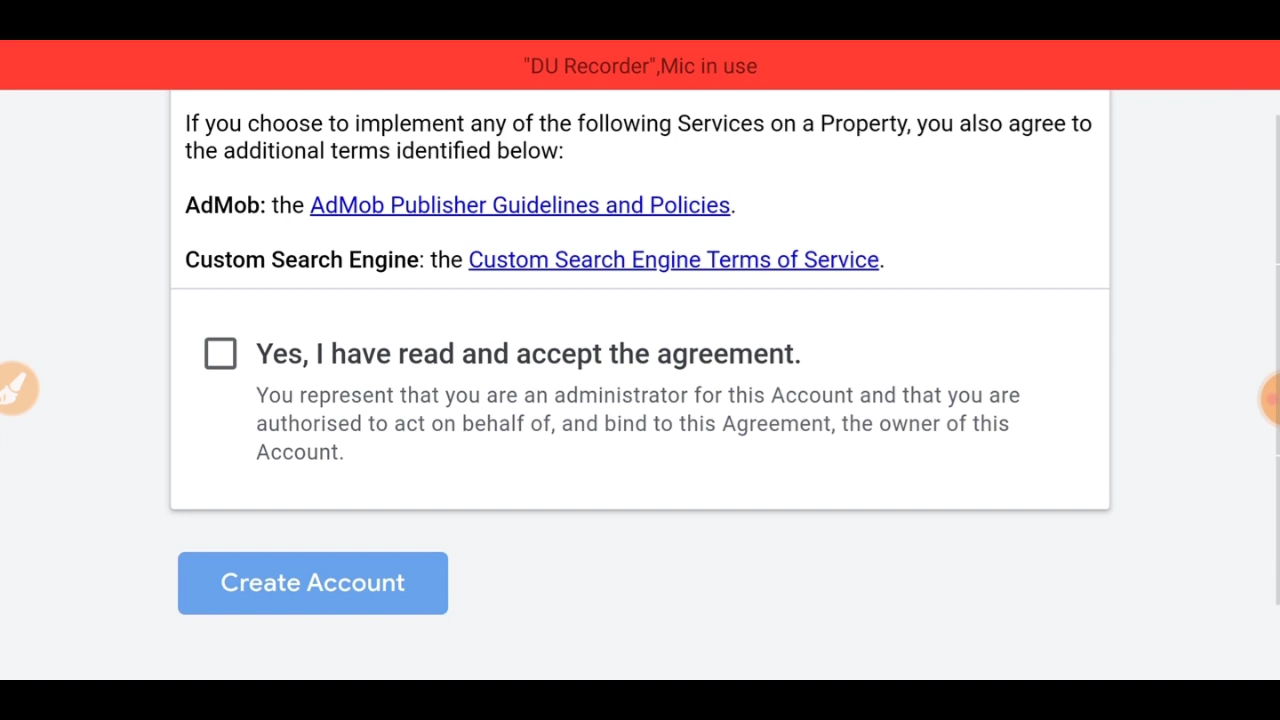 "DU Recorder",Mic in use
If you choose to implement any of the following Services on a Property, you also agree to
the additional terms identified below:
AdMob: the AdMob Publisher Guidelines and Policies.
Custom Search Engine: the Custom Search Engine Terms of Service.
Yes, I have read and accept the agreement.
You represent that you are an administrator for this Account and that you are
authorised to act on behalf of, and bind to this Agreement, the owner of this
Account.
Create Account